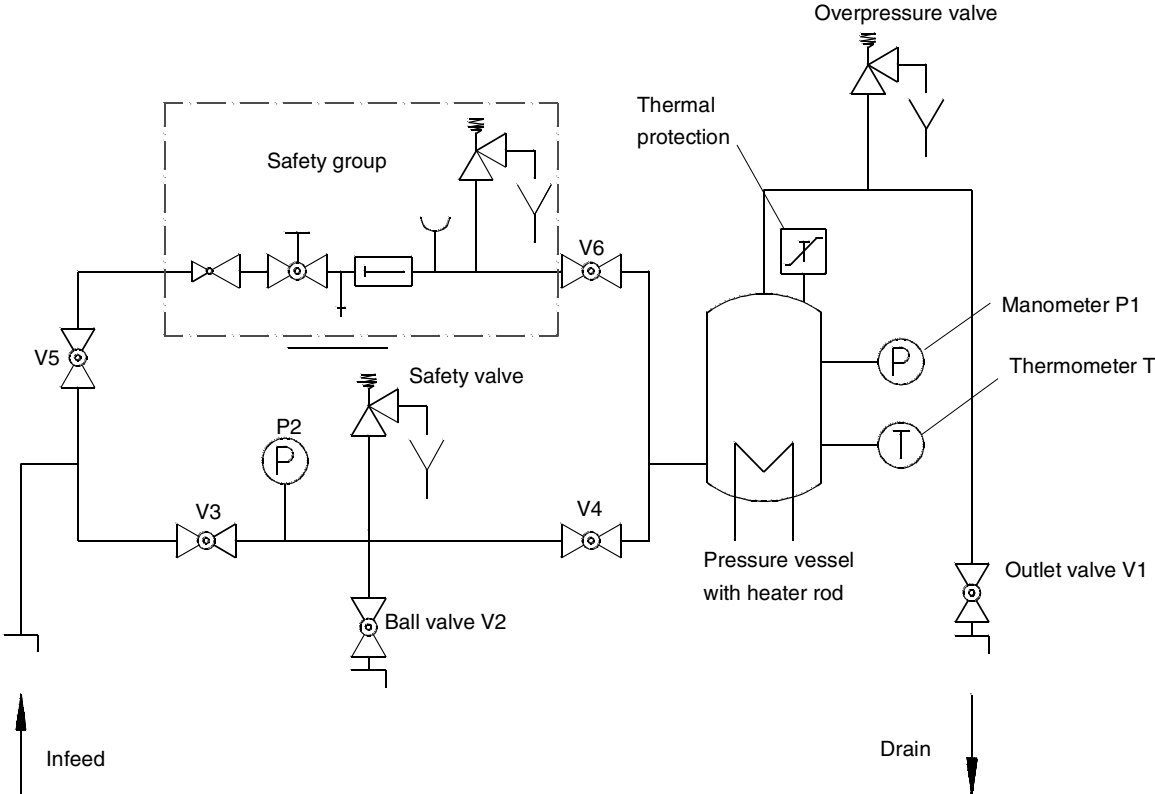 Overpressure valve
Thermal
protection
Safety group
V6
Manometer P1
V5
Thermometer T
Safety valve
P2
P
P
T
T
V3
V4
Pressure vessel
with heater rod
Outlet valve V1
Ball valve V2
Infeed
Drain